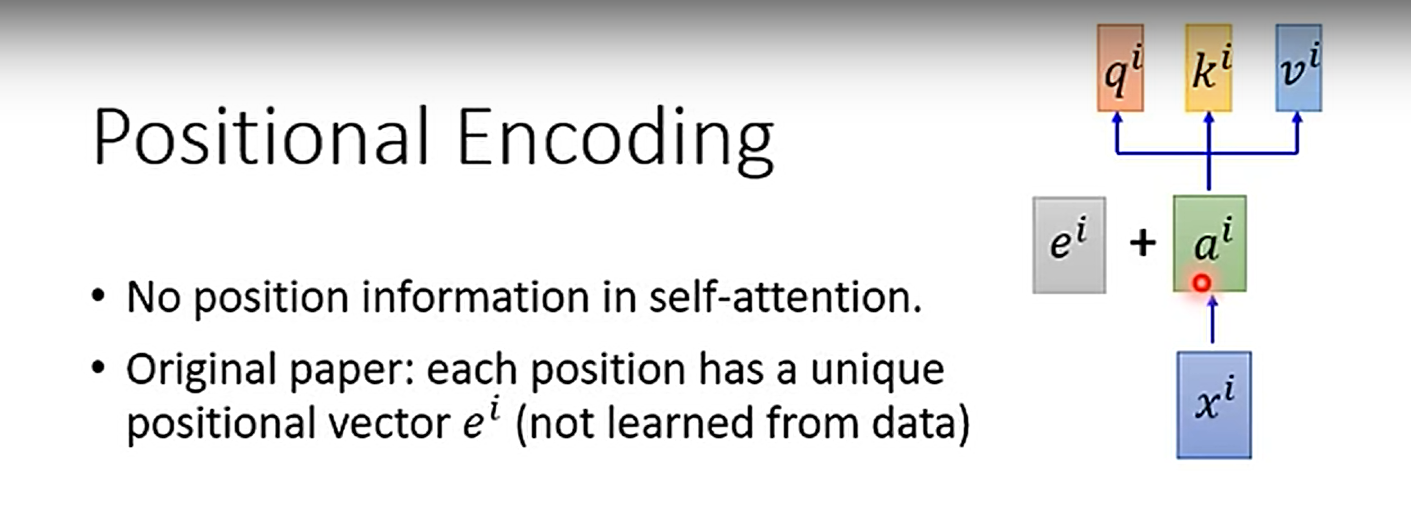 q^i k^i v^i
Positional Encoding
e^i + a^i
• No position information in self-attention.
• Original paper: each position has a unique
positional vector e^i (not learned from data)
x^i